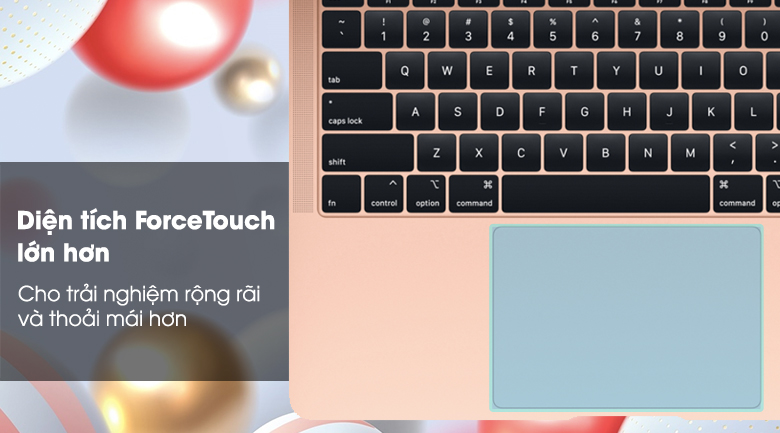 Diện tích ForceTouch
lớn hơn
Cho trải nghiệm rộng rãi
và thoải mái hơn
~ ! @ # $ % ^ & * ( )
` 1 2 3 4 5 6 7 8 9 0
tab Q W E R T Y U I O
caps lock A S D F G H J K L
shift Z X C V B N M < ,
fn control option command command